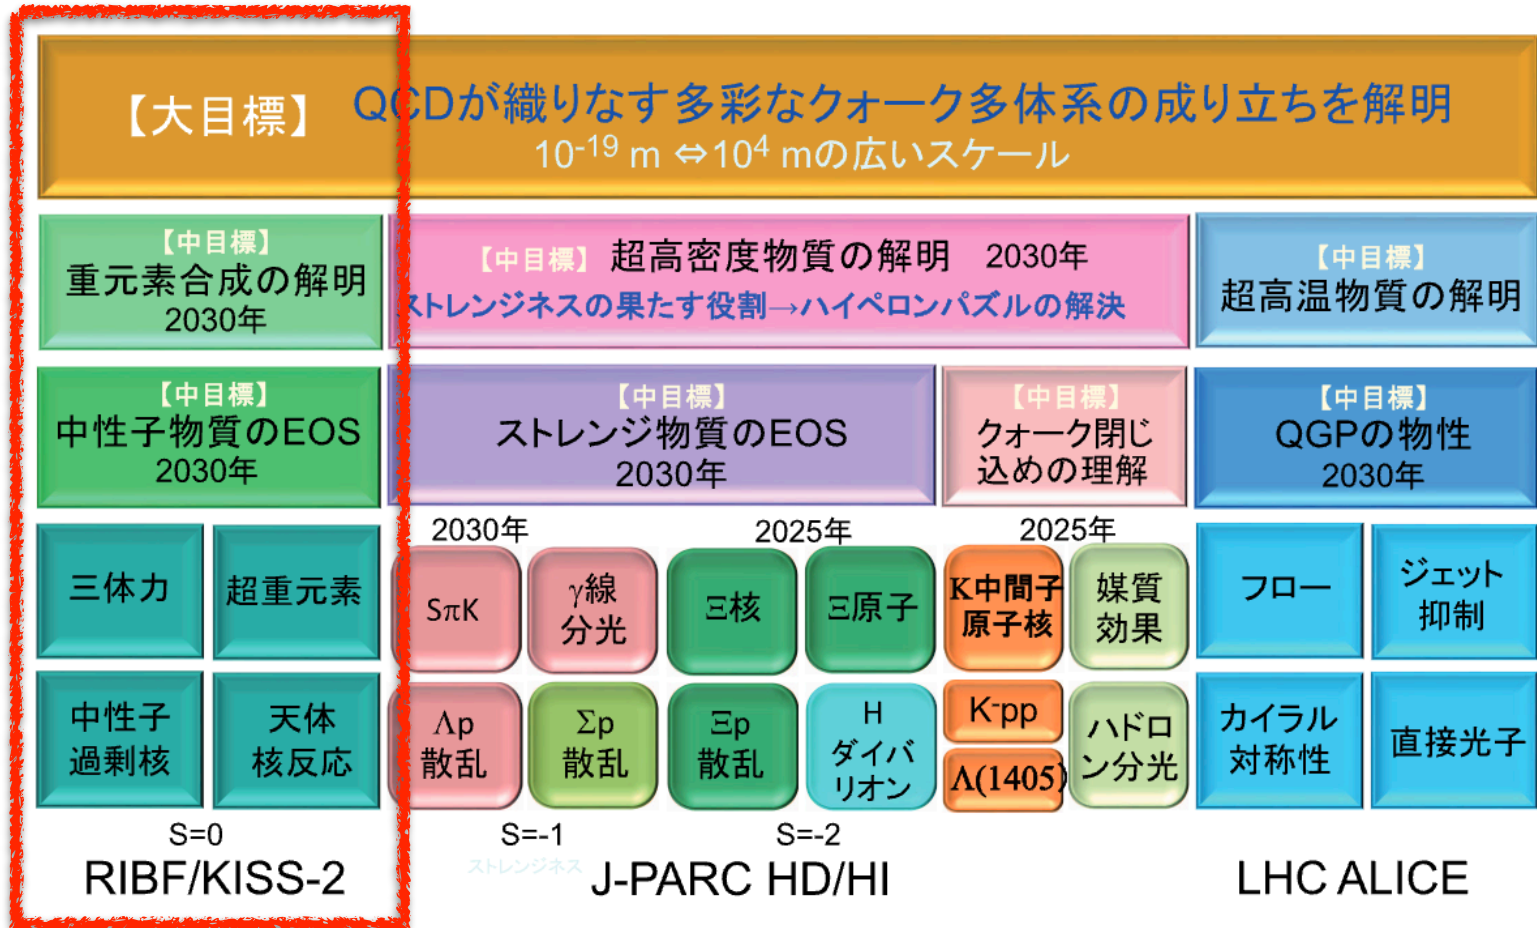 【大目標】 QCDが織りなす多彩なクォーク多体系の成り立ちを解明
10⁻¹⁹ m ⇔10⁴ mの広いスケール
【中目標】
重元素合成の解明
2030年
【中目標】 超高密度物質の解明 2030年
ストレンジネスの果たす役割→ハイペロンパズルの解決
【中目標】
超高温物質の解明
【中目標】
中性子物質のEOS
2030年
【中目標】
ストレンジ物質のEOS
2030年
【中目標】
クォーク閉じ
込めの理解
【中目標】
QGPの物性
2030年
2030年
2025年
2025年
三体力
超重元素
SπK
γ線
分光
Ξ核
Ξ原子
K中間子
原子核
媒質
効果
フロー
ジェット
抑制
中性子
過剰核
天体
核反応
Λp
散乱
Σp
散乱
Ξp
散乱
H
ダイバ
リオン
K⁻pp
Λ(1405)
ハドロ
ン分光
カイラル
対称性
直接光子
S=0
S=-1
S=-2
ストレンジネス
RIBF/KISS-2
J-PARC HD/HI
LHC ALICE